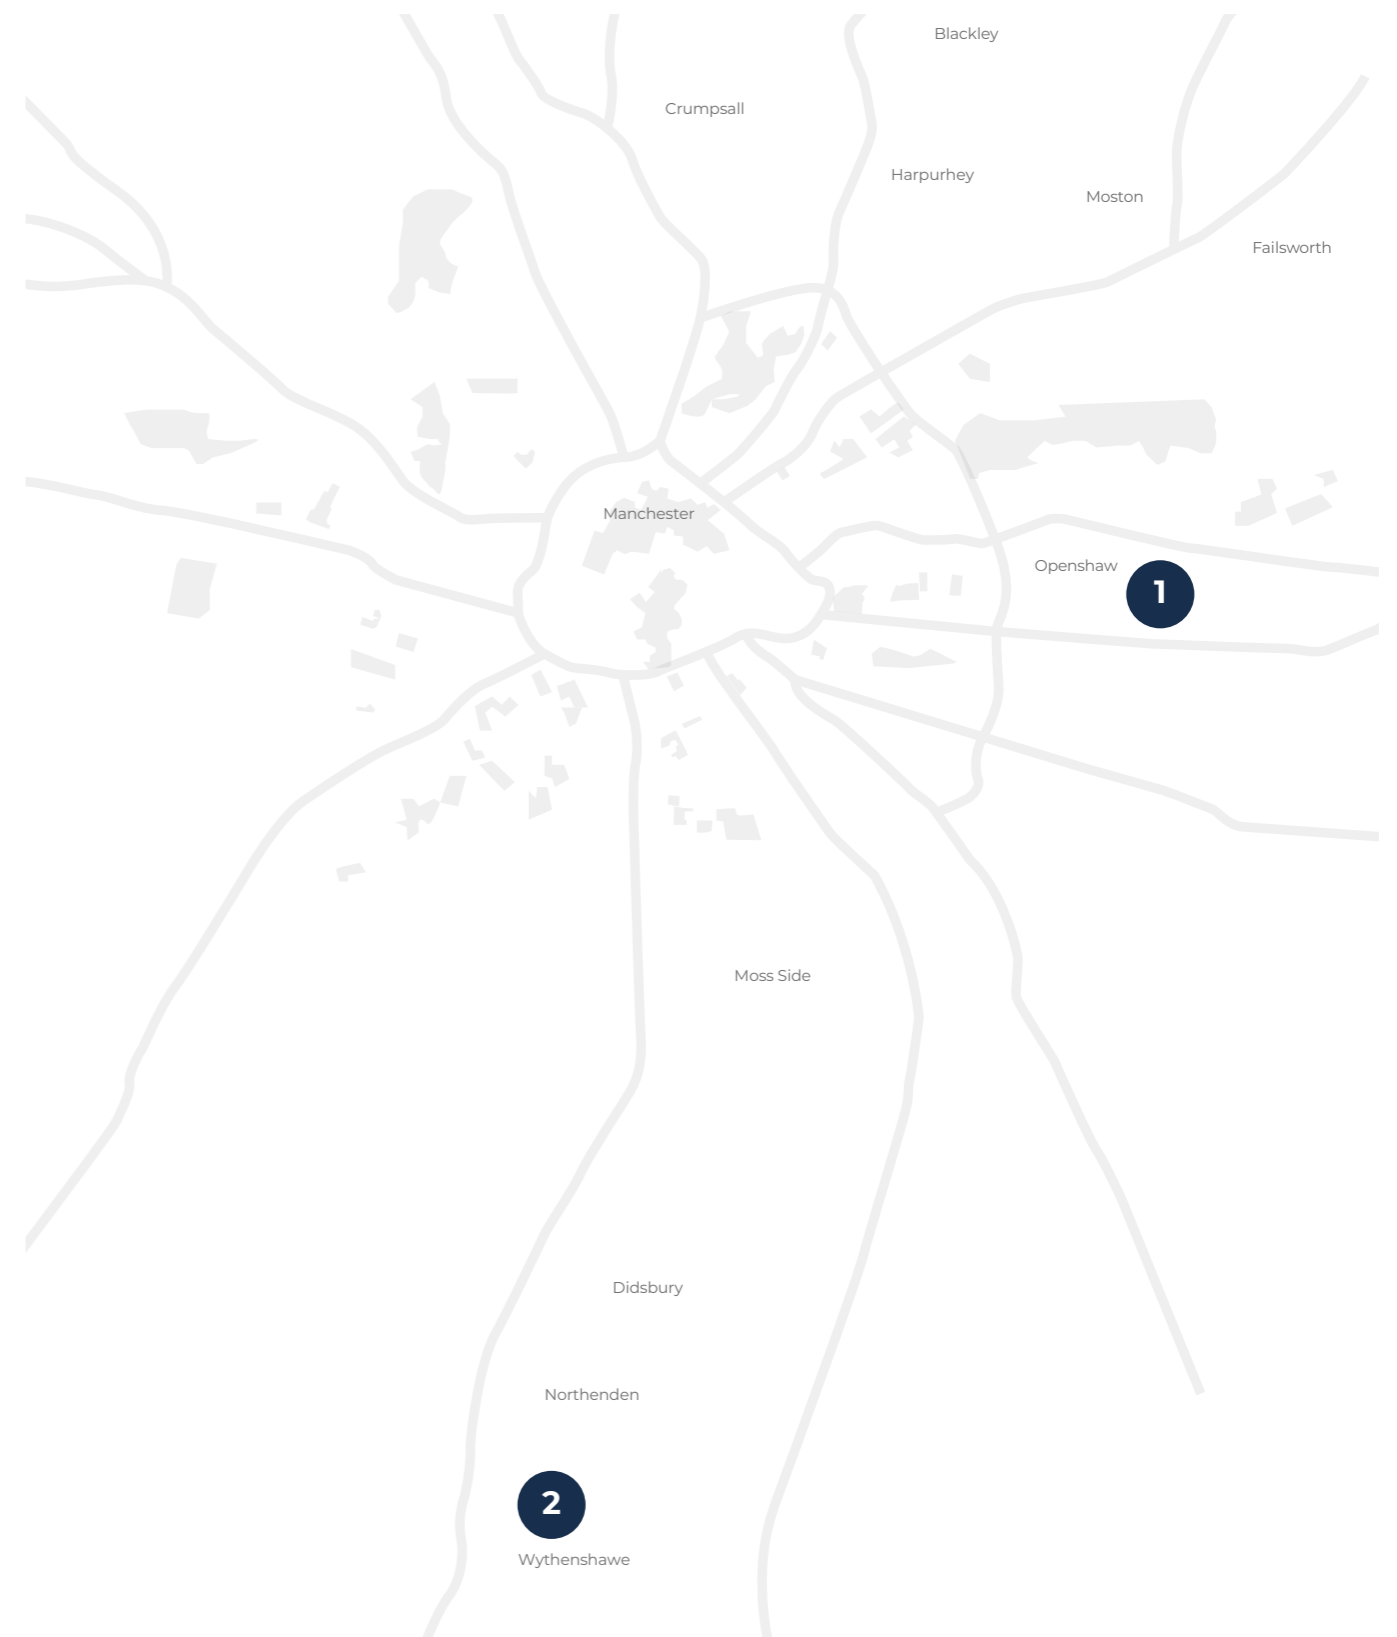 Blackley
Crumpsall
Harpurhey
Moston
Failsworth
Manchester
Openshaw
1
Moss Side
Didsbury
Northenden
2
Wythenshawe